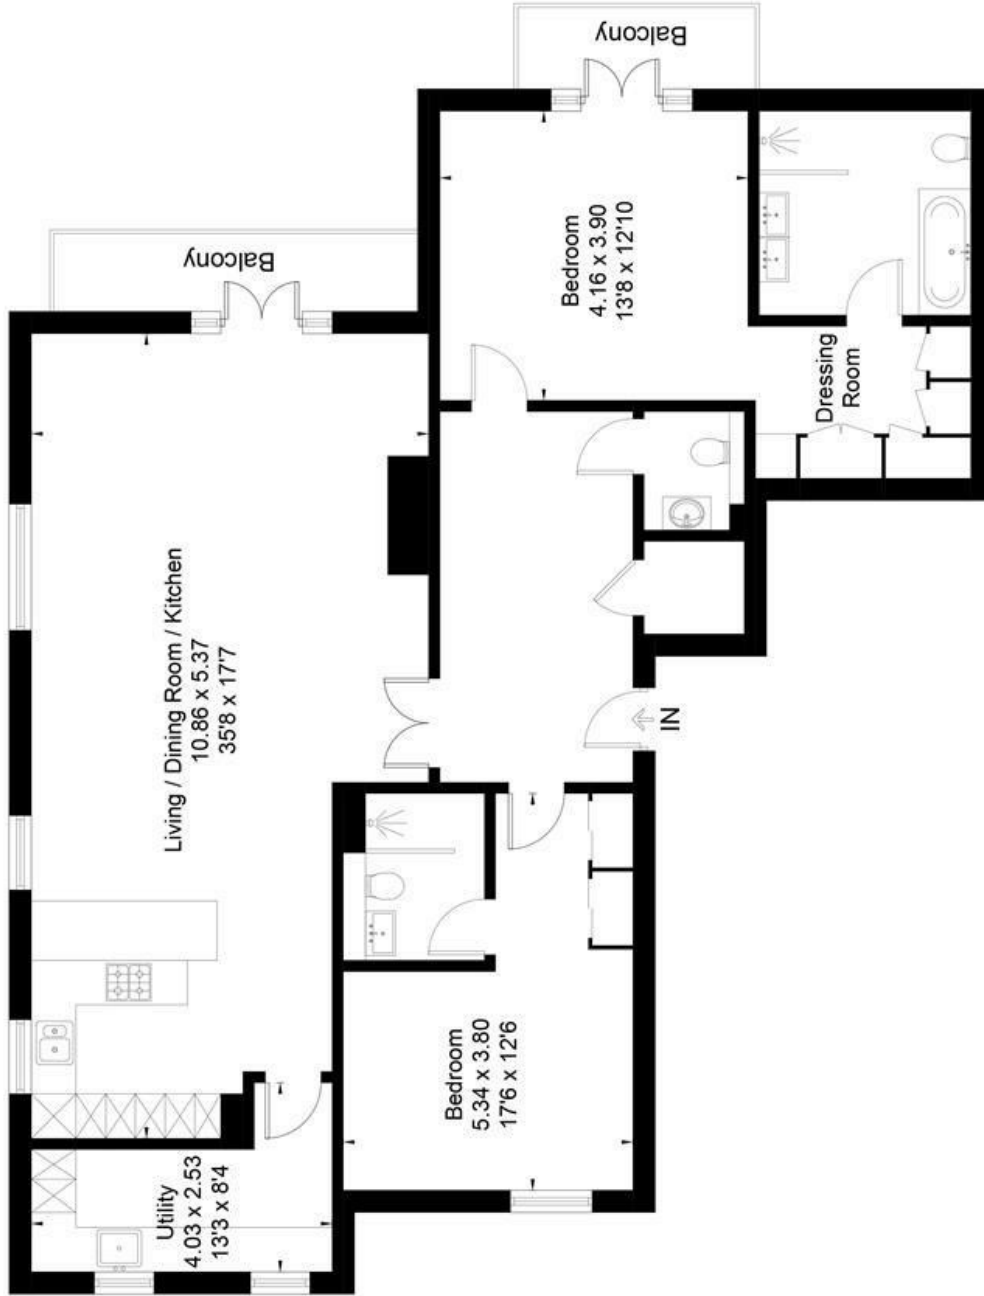 Balcony
Balcony
Bedroom
4.16 x 3.90
13'8 x 12'10
Dressing
Room
Living / Dining Room / Kitchen
10.86 x 5.37
35'8 x 17'7
IN
Bedroom
5.34 x 3.80
17'6 x 12'6
Utility
4.03 x 2.53
13'3 x 8'4